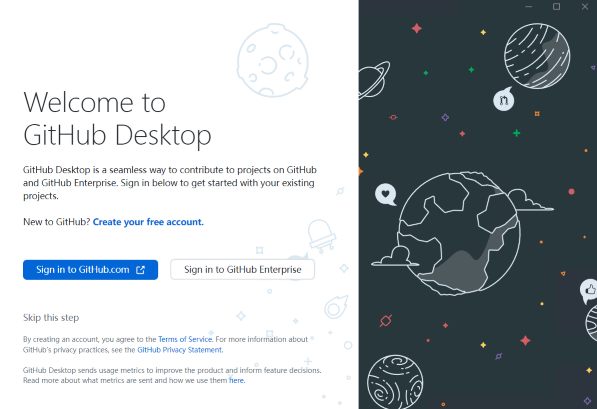 Welcome to
GitHub Desktop
GitHub Desktop is a seamless way to contribute to projects on GitHub
and GitHub Enterprise. Sign in below to get started with your existing
projects.
New to GitHub? Create your free account.
Sign in to GitHub.com
Sign in to GitHub Enterprise
Skip this step
By creating an account, you agree to the Terms of Service. For more information about
GitHub's privacy practices, see the GitHub Privacy Statement.
GitHub Desktop sends usage metrics to improve the product and inform feature decisions.
Read more about what metrics are sent and how we use them here.